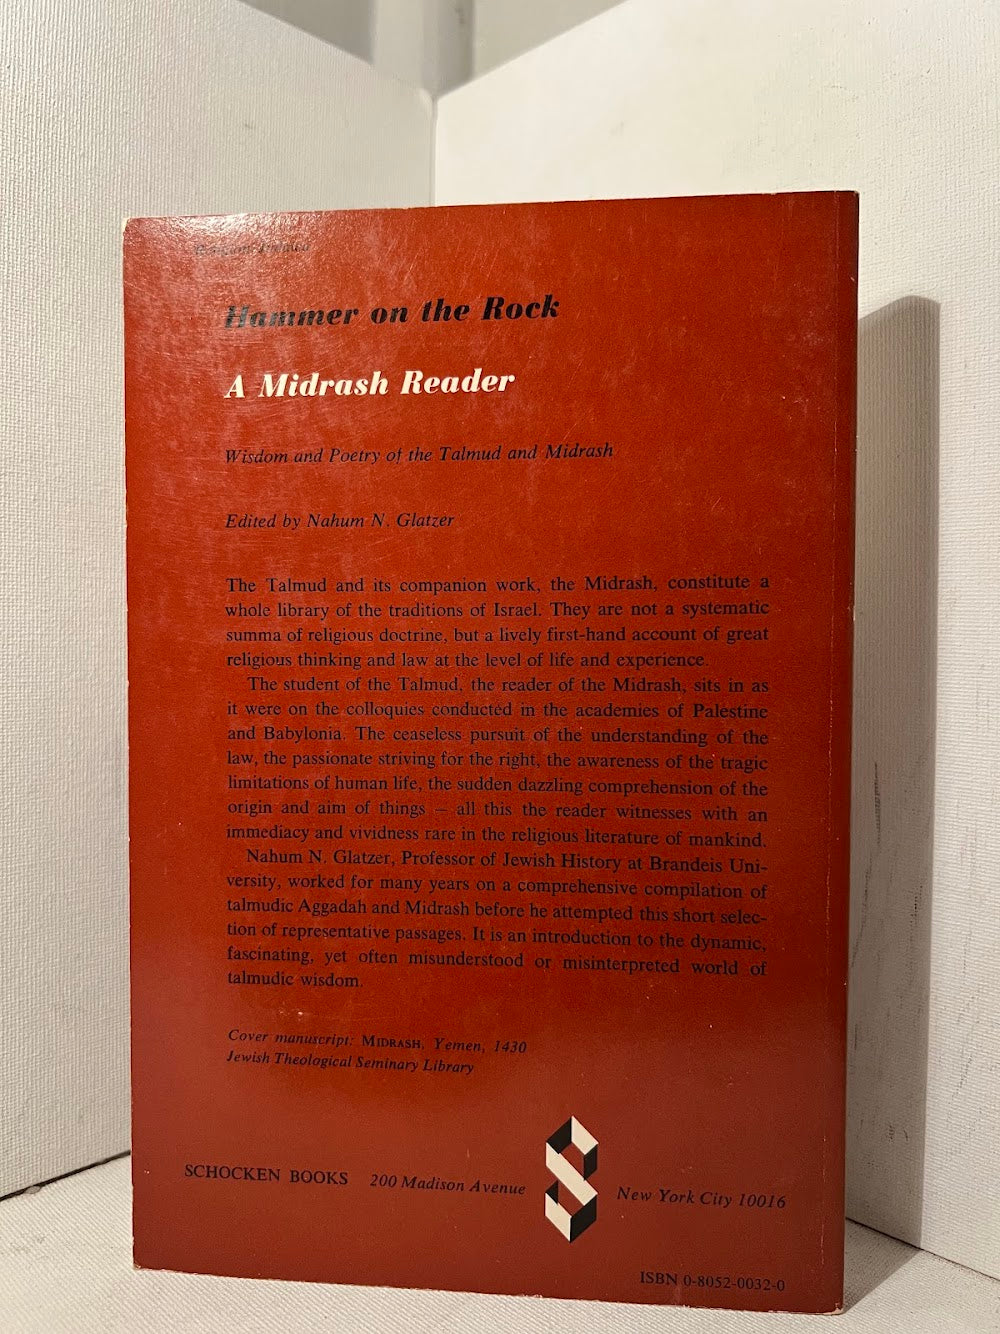 Hammer on the Rock
A Midrash Reader
Wisdom and Poetry of the Talmud and Midrash
Edited by Nahum N. Glatzer
The Talmud and its companion work, the Midrash, constitute a
whole library of the traditions of Israel. They are not a systematic
summa of religious doctrine, but a lively first-hand account of great
religious thinking and law at the level of life and experience.
The student of the Talmud, the reader of the Midrash, sits in as
it were on the colloquies conducted in the academies of Palestine
and Babylonia. The ceaseless pursuit of the understanding of the
law, the passionate striving for the right, the awareness of the tragic
limitations of human life, the sudden dazzling comprehension of the
origin and aim of things – all this the reader witnesses with an
immediacy and vividness rare in the religious literature of mankind.
Nahum N. Glatzer, Professor of Jewish History at Brandeis Uni-
versity, worked for many years on a comprehensive compilation of
talmudic Aggadah and Midrash before he attempted this short selec-
tion of representative passages. It is an introduction to the dynamic,
fascinating, yet often misunderstood or misinterpreted world of
talmudic wisdom.
Cover manuscript: MIDRASH, Yemen, 1430
Jewish Theological Seminary Library
SCHOCKEN BOOKS 200 Madison Avenue New York City 10016
ISBN 0-8052-0032-0